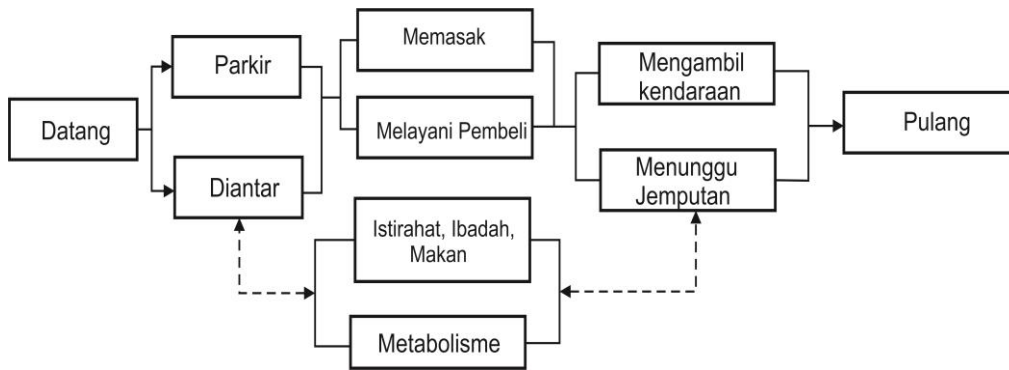 Datang
Parkir
Diantar
Memasak
Melayani Pembeli
Istirahat, Ibadah,
Makan
Metabolisme
Mengambil
kendaraan
Menunggu
Jemputan
Pulang